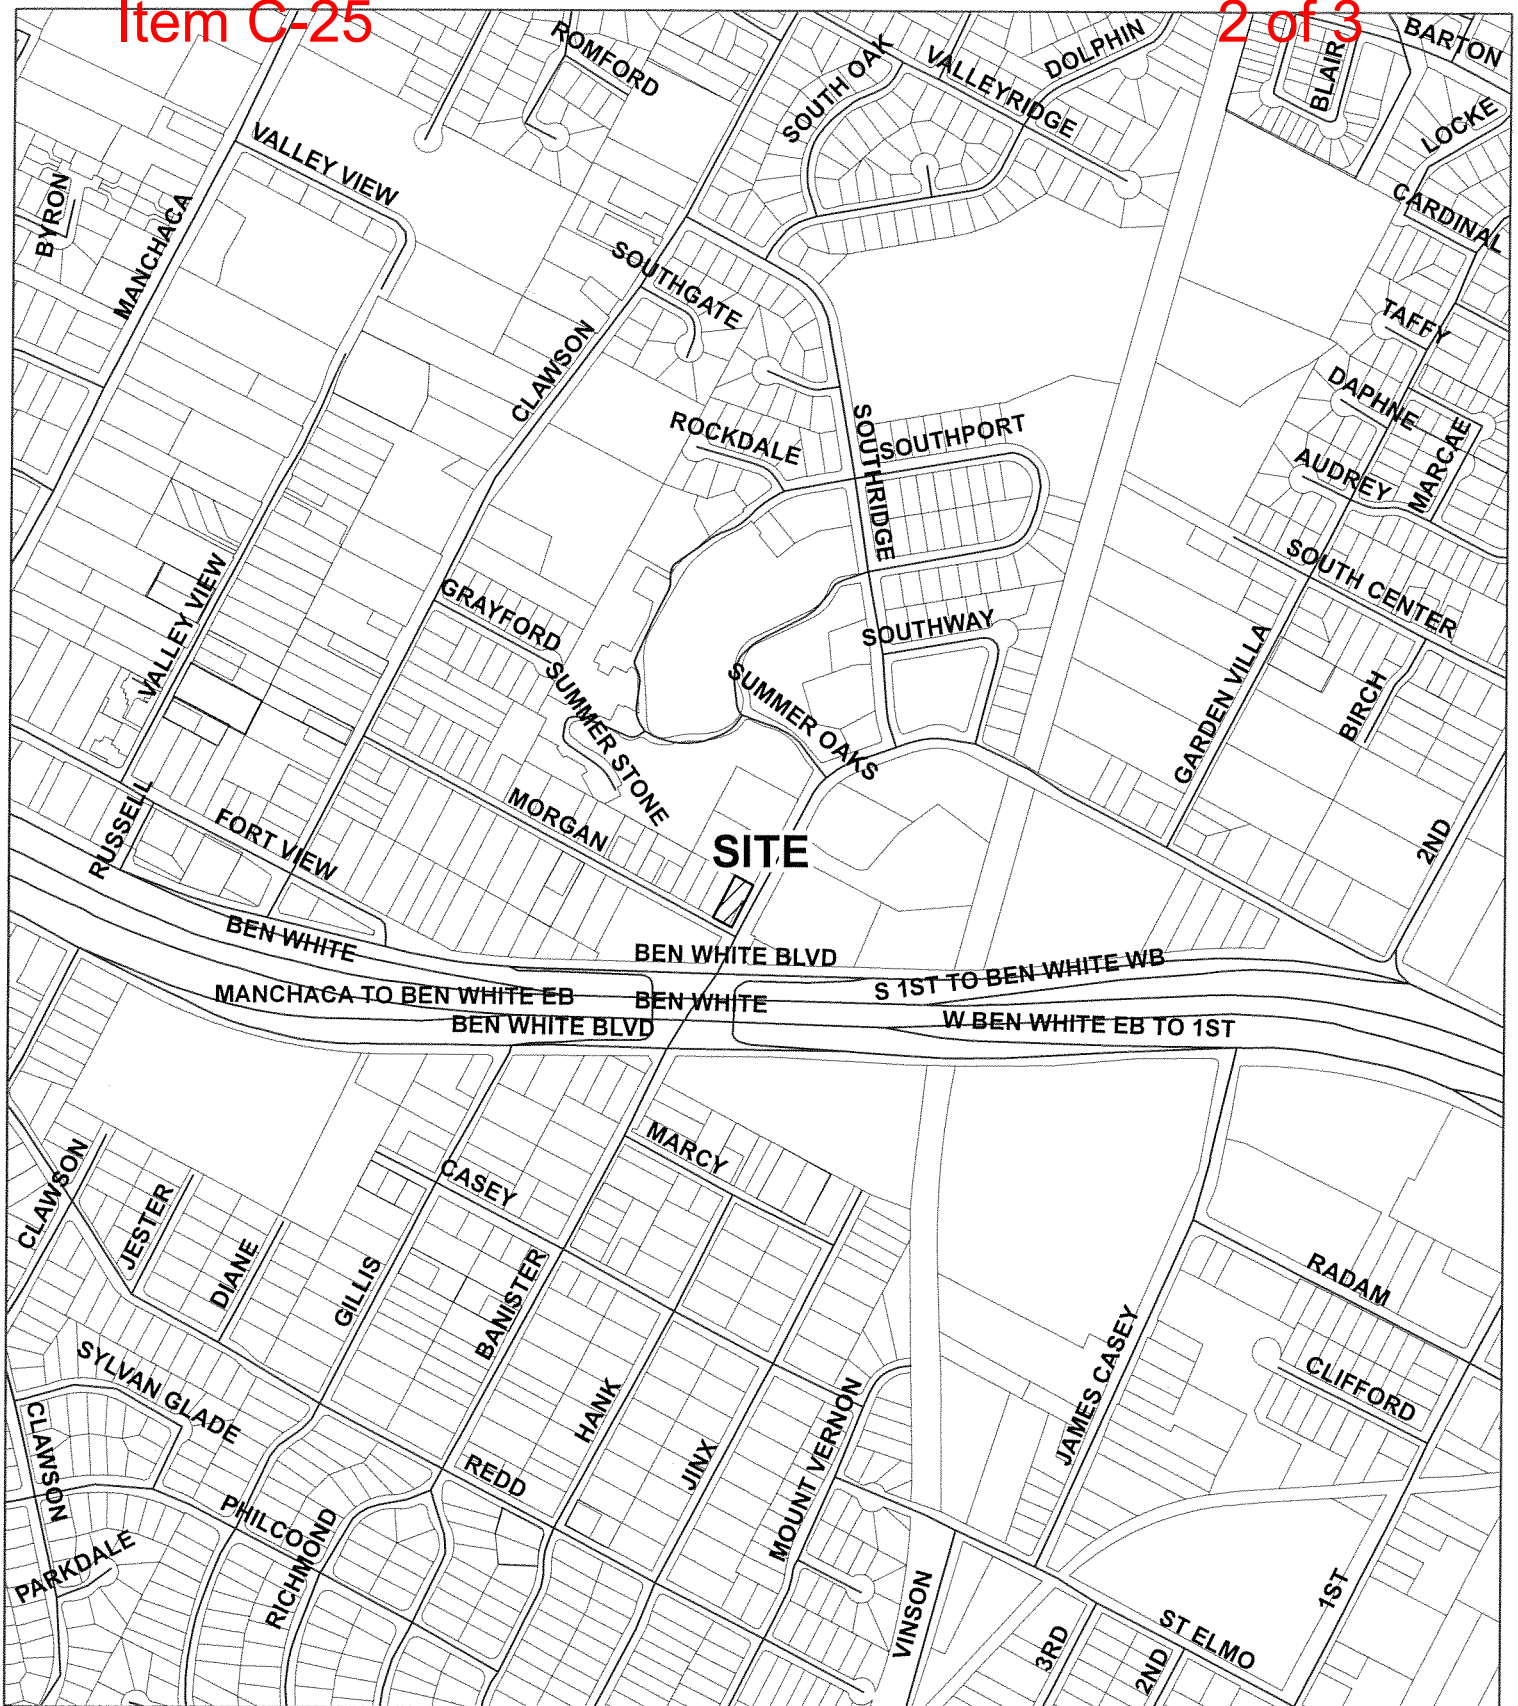 Item C-25
2 of 3
ROMFORD
SOUTH OAK
VALLEYRIDGE
DOLPHIN
BLAIR
BARTON
LOCKE
VALLEY VIEW
BYRON
MANCHACA
CARDINAL
SOUTHGATE
CLAWSON
TAFFY
DAPHNE
MARCAE
AUDREY
ROCKDALE
SOUTHRIDGE
SOUTHPORT
SOUTH CENTER
VALLEY VIEW
GRAYFORD
SOUTHWAY
SUMMER STONE
SUMMER OAKS
GARDEN VILLA
BIRCH
RUSSELL
FORT VIEW
MORGAN
SITE
2ND
BEN WHITE
BEN WHITE BLVD
S 1ST TO BEN WHITE WB
MANCHACA TO BEN WHITE EB
BEN WHITE
BEN WHITE BLVD
W BEN WHITE EB TO 1ST
MARCY
CLAWSON
JESTER
DIANE
GILLIS
CASEY
BANISTER
RADAM
JAMES CASEY
CLIFFORD
SYLVAN GLADE
CLAWSON
HANK
JINX
MOUNT VERNON
REDD
PHILCO
RICHMOND
PARKDALE
VINSON
3RD
2ND
ST ELMO
1ST